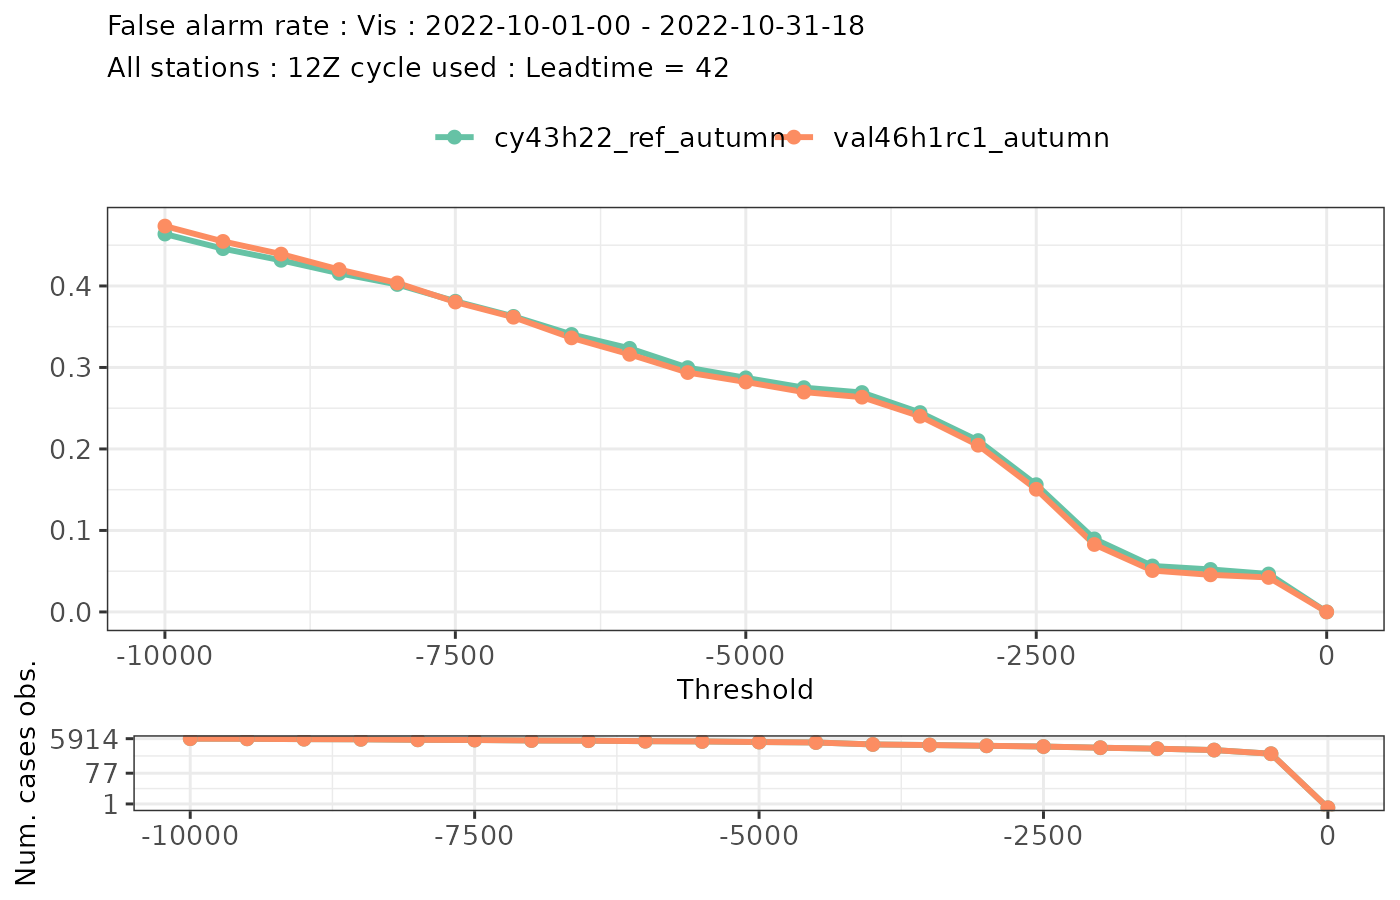 False alarm rate : Vis : 2022-10-01-00 - 2022-10-31-18
All stations : 12Z cycle used : Leadtime = 42
cy43h22_ref_autumn val46h1rc1_autumn
0.4
0.3
0.2
0.1
0.0
-10000 -7500 -5000 -2500 0
Threshold
Num. cases obs.
5914
77
1
-10000 -7500 -5000 -2500 0